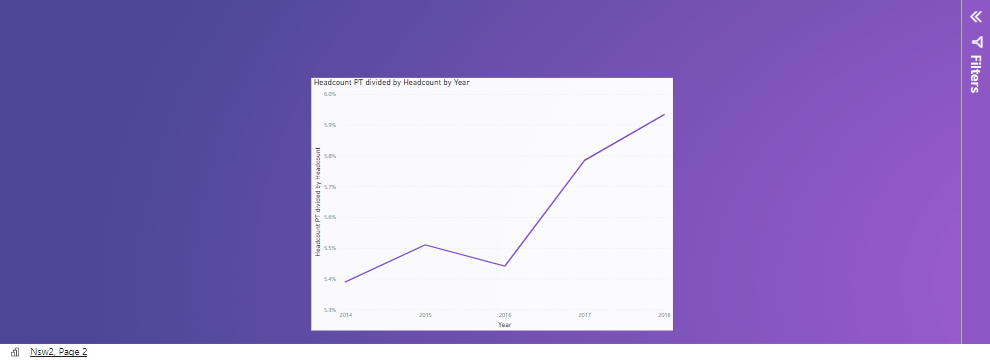 Filters
Headcount PT divided by Headcount by Year
Headcount PT divided by Headcount
6.0%
5.9%
5.8%
5.7%
5.6%
5.5%
5.4%
5.3%
2014 2015 2016 2017 2018
Year
Nsw2, Page 2